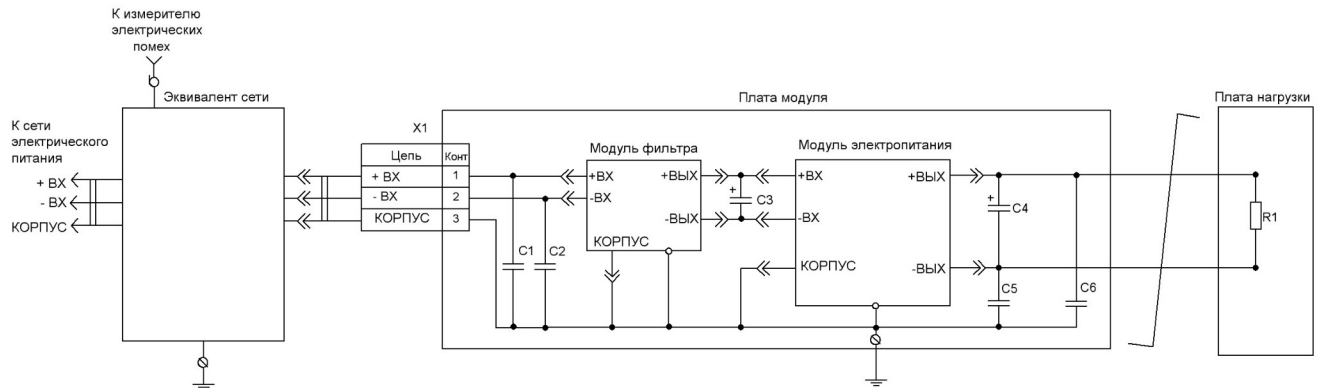 К измерителю
электрических
помех
Эквивалент сети
К сети
электрического
питания
+ ВХ
- ВХ
КОРПУС
X1
Цепь Конт
+ ВХ 1
- ВХ 2
КОРПУС 3
Плата модуля
C1
C2
Модуль фильтра
+ВХ
-ВХ
+ВЫХ
-ВЫХ
КОРПУС
+
C3
Модуль электропитания
+ВХ
-ВХ
КОРПУС
+ВЫХ
-ВЫХ
+
C4
C5
C6
Плата нагрузки
R1